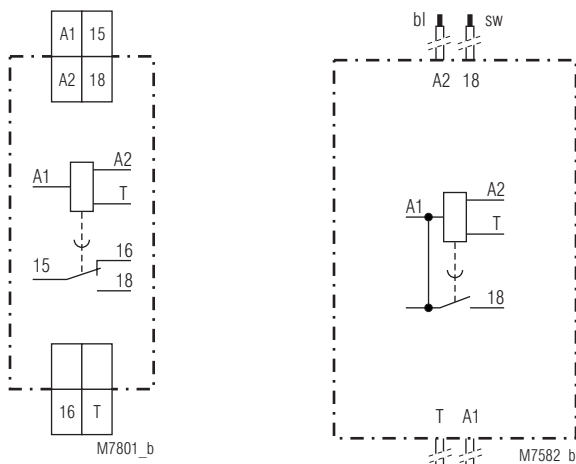 A1 15
A2 18
A1 A2
T
15 16
18
16 T
M7801_b
bl sw
A2 18
A1 A2
T
18
T A1
M7582_b